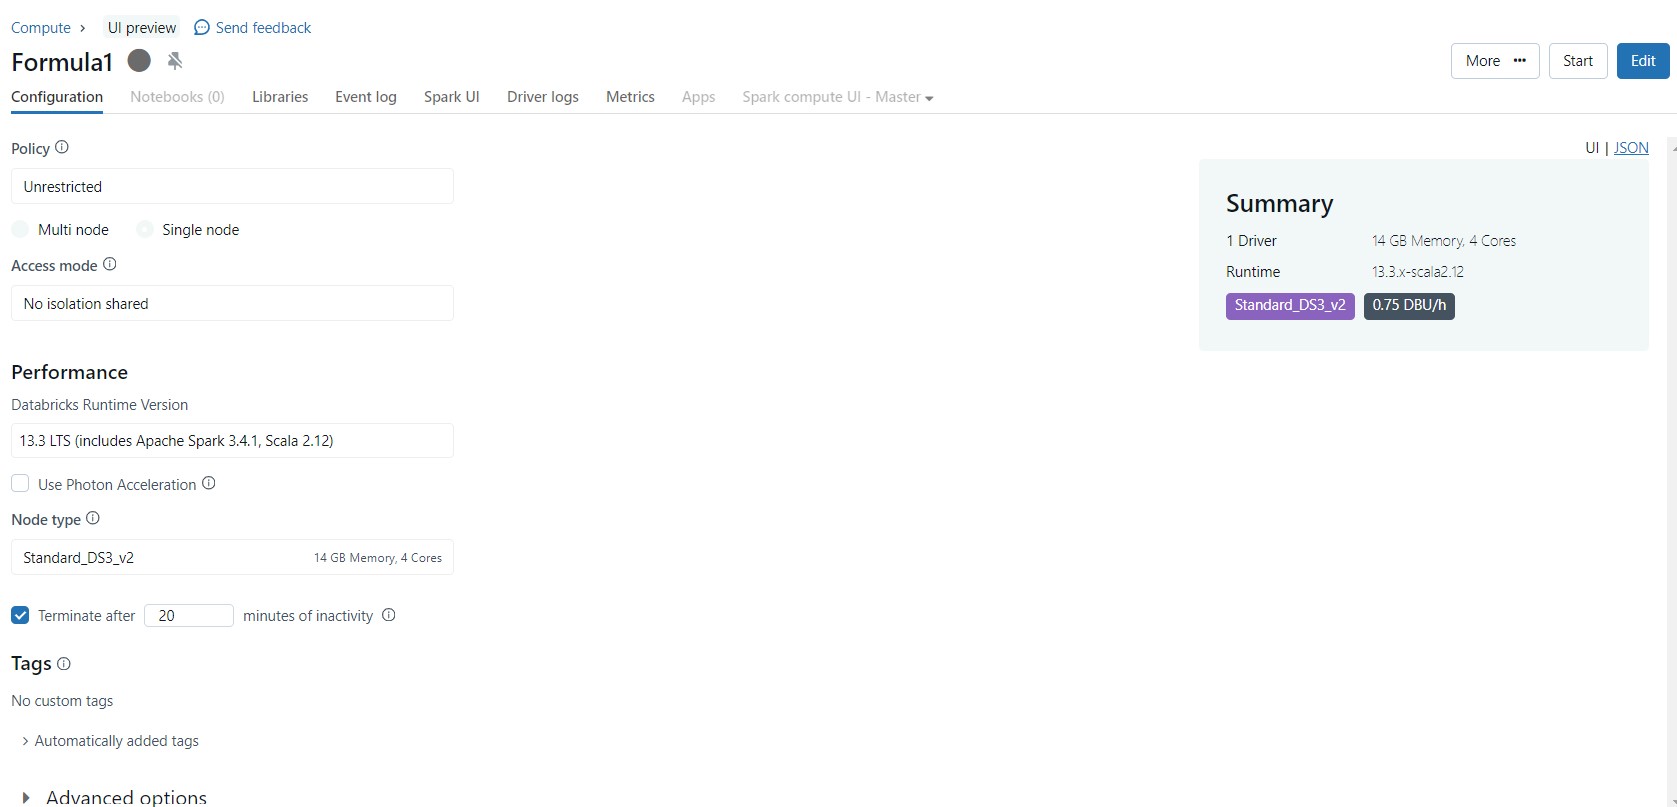 Compute > UI preview Send feedback
Formula1
More ••• Start Edit
Configuration Notebooks (0) Libraries Event log Spark UI Driver logs Metrics Apps Spark compute UI - Master
Policy
UI | JSON
Unrestricted
Multi node Single node
Access mode
No isolation shared
Summary
1 Driver 14 GB Memory, 4 Cores
Runtime 13.3.x-scala2.12
Standard_DS3_v2 0.75 DBU/h
Performance
Databricks Runtime Version
13.3 LTS (includes Apache Spark 3.4.1, Scala 2.12)
Use Photon Acceleration
Node type
Standard_DS3_v2 14 GB Memory, 4 Cores
Terminate after 20 minutes of inactivity
Tags
No custom tags
> Automatically added tags
Advanced options